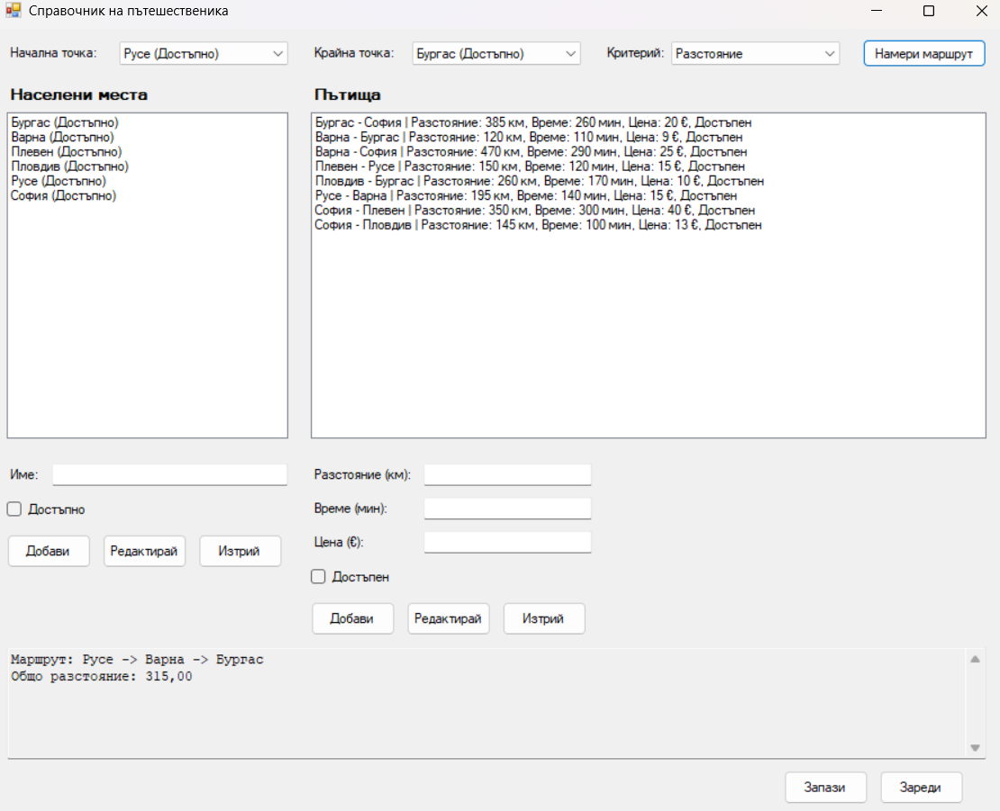 Справочник на пътешественика
Начална точка: Русе (Достъпно) Крайна точка: Бургас (Достъпно) Критерий: Разстояние Намери маршрут
Населени места
Бургас (Достъпно)
Варна (Достъпно)
Плевен (Достъпно)
Пловдив (Достъпно)
Русе (Достъпно)
София (Достъпно)
Пътища
Бургас - София | Разстояние: 385 км, Време: 260 мин, Цена: 20 €, Достъпен
Варна - Бургас | Разстояние: 120 км, Време: 110 мин, Цена: 9 €, Достъпен
Варна - София | Разстояние: 470 км, Време: 290 мин, Цена: 25 €, Достъпен
Плевен - Русе | Разстояние: 150 км, Време: 120 мин, Цена: 15 €, Достъпен
Пловдив - Бургас | Разстояние: 260 км, Време: 170 мин, Цена: 10 €, Достъпен
Русе - Варна | Разстояние: 195 км, Време: 140 мин, Цена: 15 €, Достъпен
София - Плевен | Разстояние: 350 км, Време: 300 мин, Цена: 40 €, Достъпен
София - Пловдив | Разстояние: 145 км, Време: 100 мин, Цена: 13 €, Достъпен
Име:
Достъпно
Добави Редактирай Изтрий
Разстояние (км):
Време (мин):
Цена (€):
Достъпен
Добави Редактирай Изтрий
Маршрут: Русе -> Варна -> Бургас
Общо разстояние: 315,00
Запази Зареди